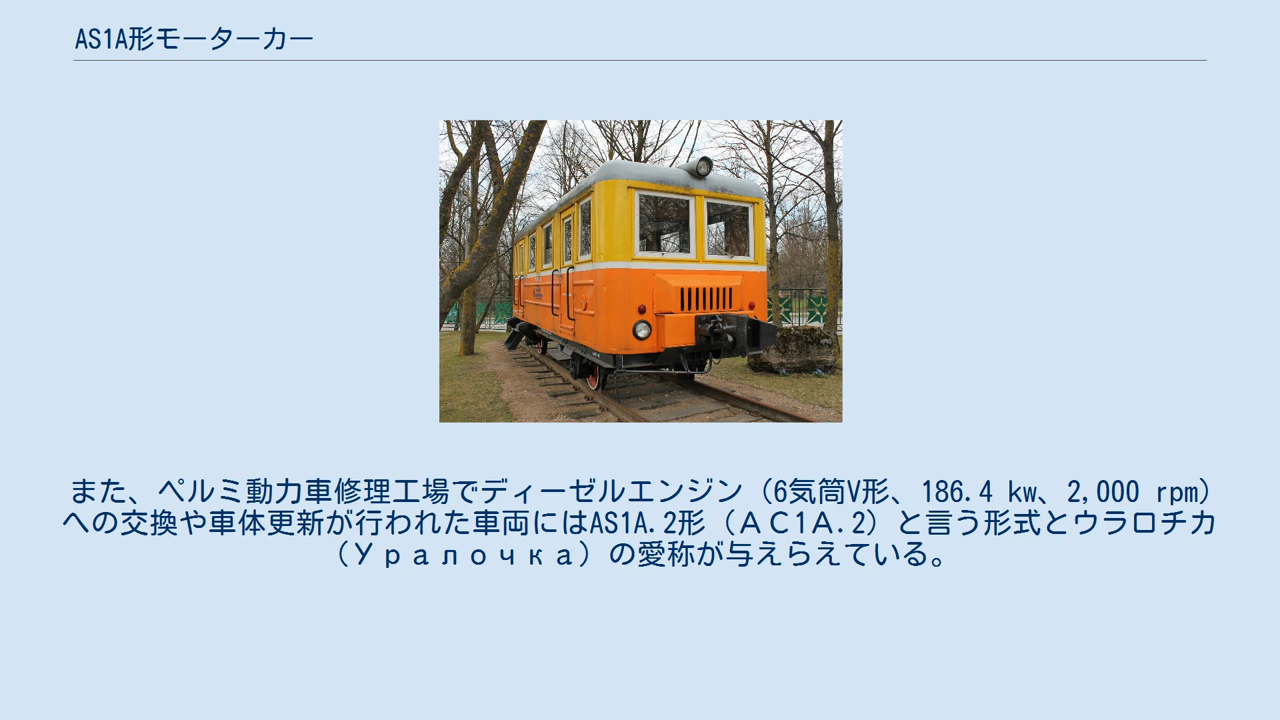 AS1A形モーターカー
また、ペルミ動力車修理工場でディーゼルエンジン（6気筒V形、186.4 kw、2,000 rpm）
への交換や車体更新が行われた車両にはAS1A.2形（АС1А.2）と言う形式とウラロチカ
（Уралочка）の愛称が与えらえている。